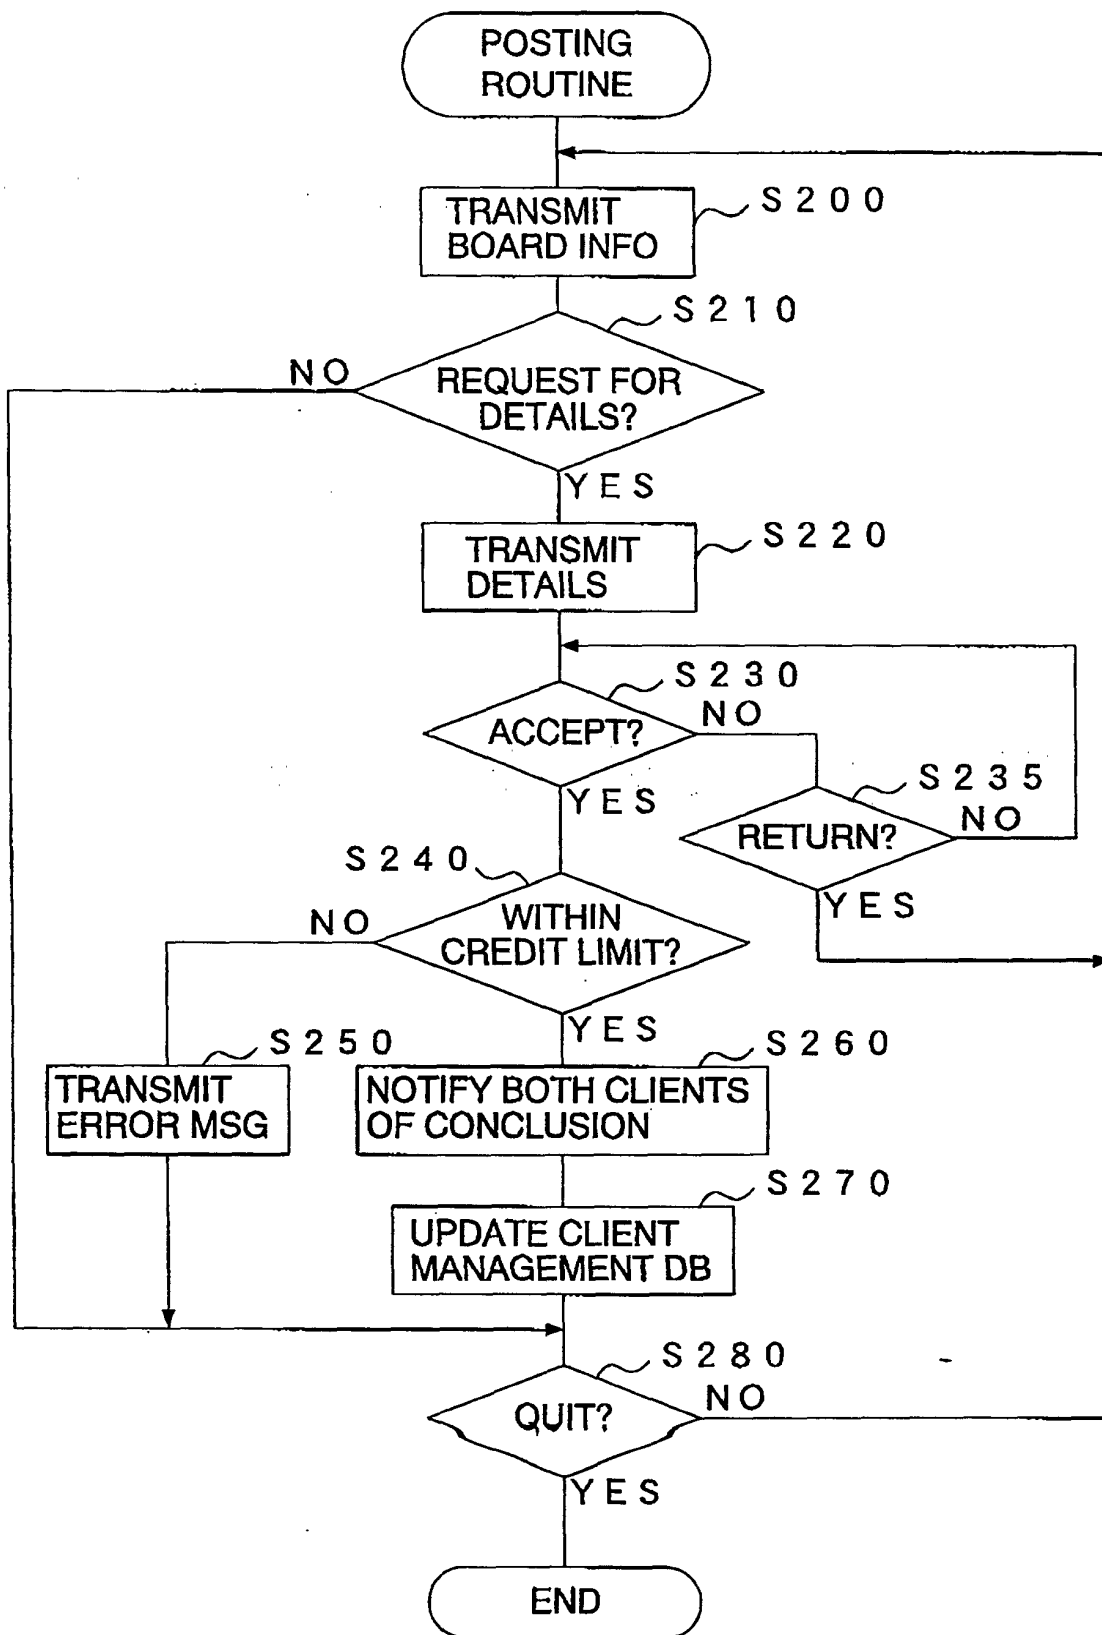 POSTING
ROUTINE
TRANSMIT
BOARD INFO
S200
S210
NO
REQUEST FOR
DETAILS?
YES
TRANSMIT
DETAILS
S220
S230
ACCEPT?
NO
YES
S235
RETURN?
NO
YES
S240
NO
WITHIN
CREDIT LIMIT?
YES
S250
TRANSMIT
ERROR MSG
S260
NOTIFY BOTH CLIENTS
OF CONCLUSION
S270
UPDATE CLIENT
MANAGEMENT DB
S280
QUIT?
NO
YES
END